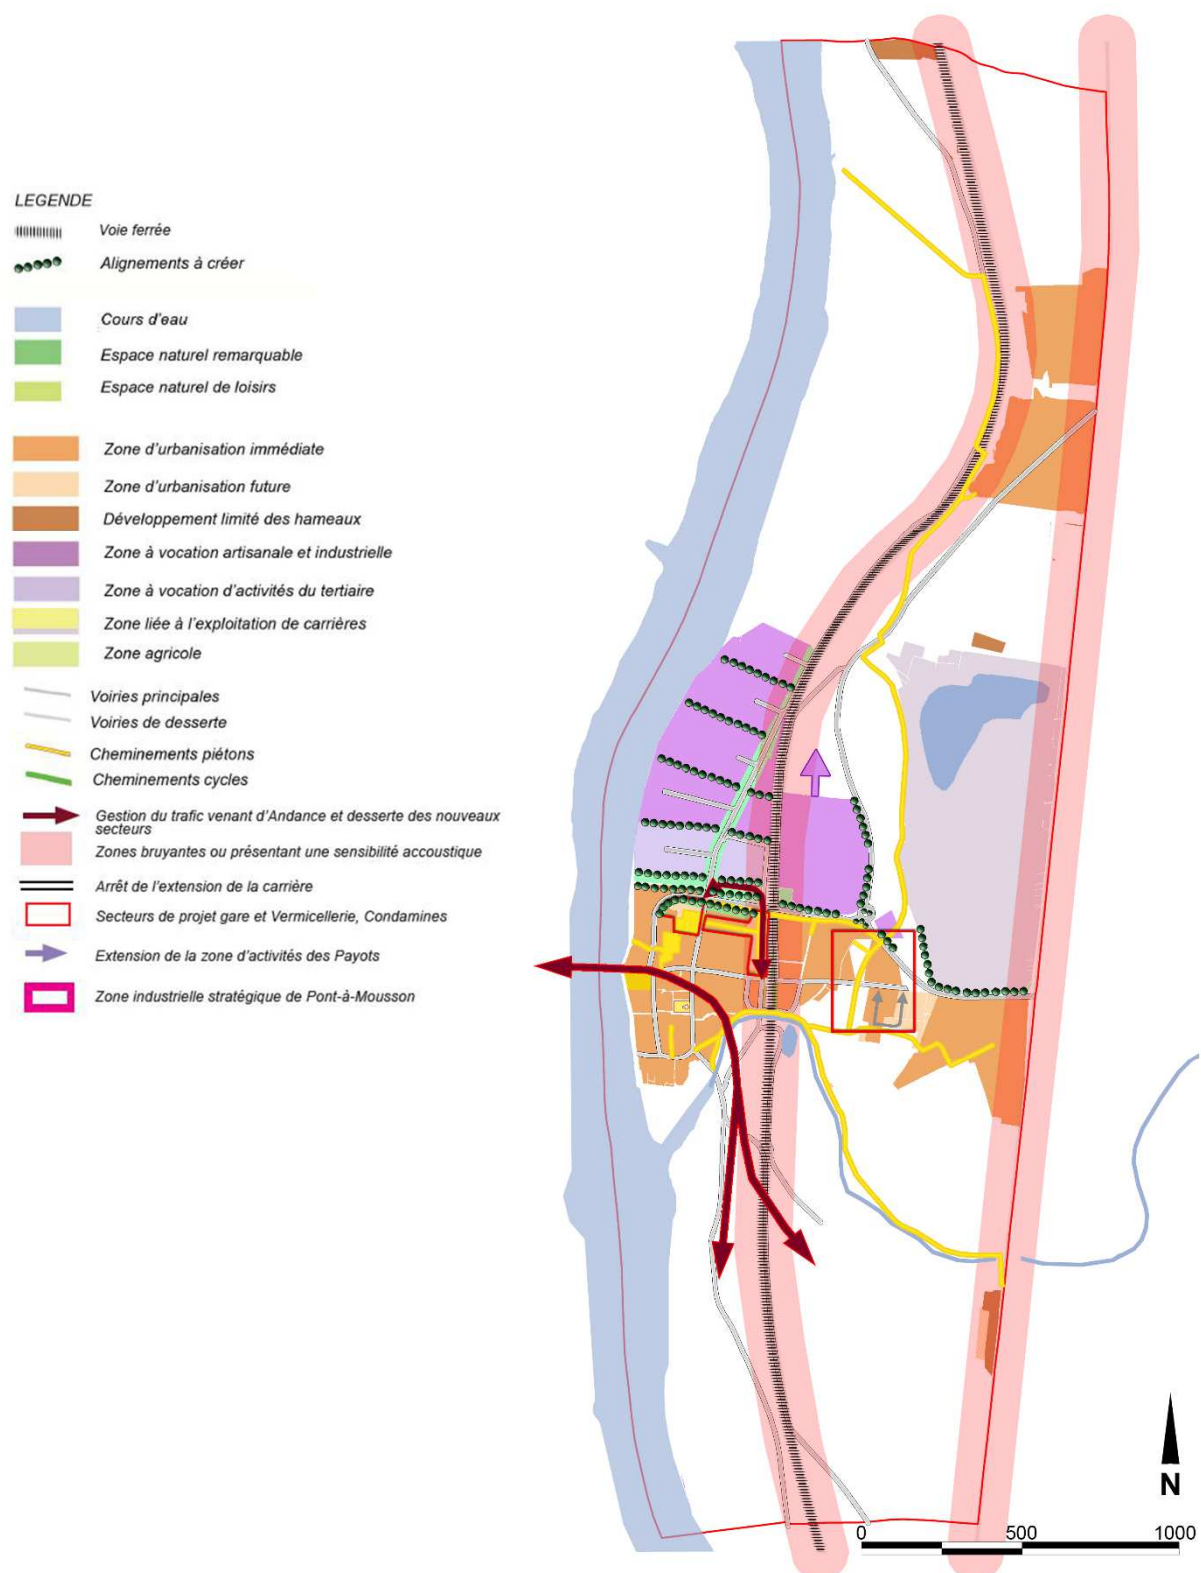 LEGENDE
Voie ferrée
Alignements à créer
Cours d'eau
Espace naturel remarquable
Espace naturel de loisirs
Zone d'urbanisation immédiate
Zone d'urbanisation future
Développement limité des hameaux
Zone à vocation artisanale et industrielle
Zone à vocation d'activités du tertiaire
Zone liée à l'exploitation de carrières
Zone agricole
Voiries principales
Voiries de desserte
Cheminements piétons
Cheminements cycles
Gestion du trafic venant d'Andance et desserte des nouveaux
secteurs
Zones bruyantes ou présentant une sensibilité accoustique
Arrêt de l'extension de la carrière
Secteurs de projet gare et Vermicellerie, Condamines
Extension de la zone d'activités des Payots
Zone industrielle stratégique de Pont-à-Mousson
N
0 500 1000